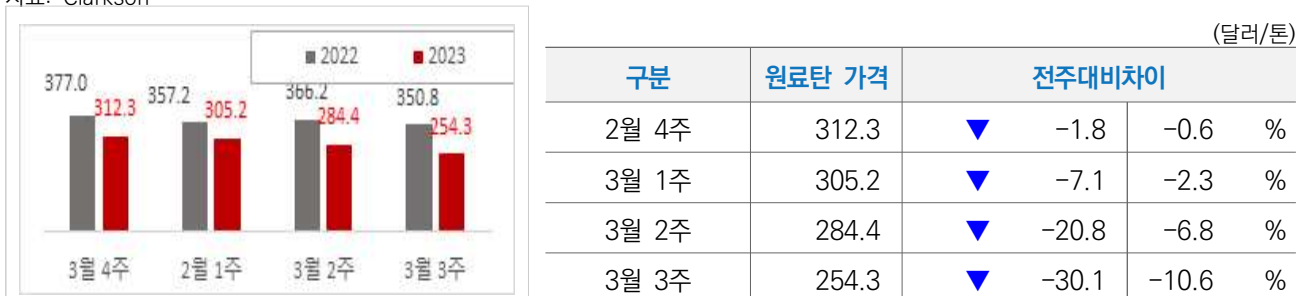 자료: Clarkson
■ 2022 ■ 2023
377.0 312.3 357.2 305.2 366.2 284.4 350.8 254.3
3월 4주 2월 1주 3월 2주 3월 3주
(달러/톤)
구분 원료탄 가격 전주대비차이
2월 4주 312.3 ▼ -1.8 -0.6 %
3월 1주 305.2 ▼ -7.1 -2.3 %
3월 2주 284.4 ▼ -20.8 -6.8 %
3월 3주 254.3 ▼ -30.1 -10.6 %